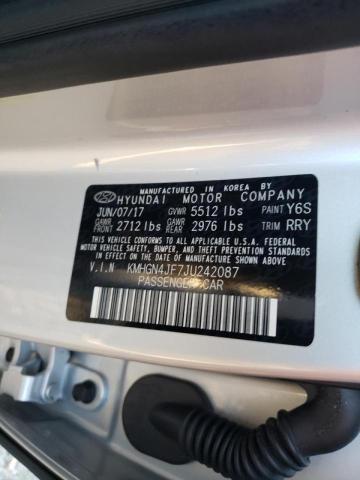 MANUFACTURED IN KOREA BY
HYUNDAI MOTOR COMPANY
JUN/07/17 GVWR 5512 lbs PAINT Y6S
GAWR FRONT 2712 lbs GAWR REAR 2976 lbs TRIM RRY
THIS VEHICLE CONFORMS TO ALL APPLICABLE U.S.A. FEDERAL
MOTOR VEHICLE SAFETY, BUMPER, AND THEFT PREVENTION
STANDARDS IN EFFECT ON THE DATE OF MANUFACTURE SHOWN ABOVE.
V.I.N KMHGN4JF7JU242087
PASSENGER CAR